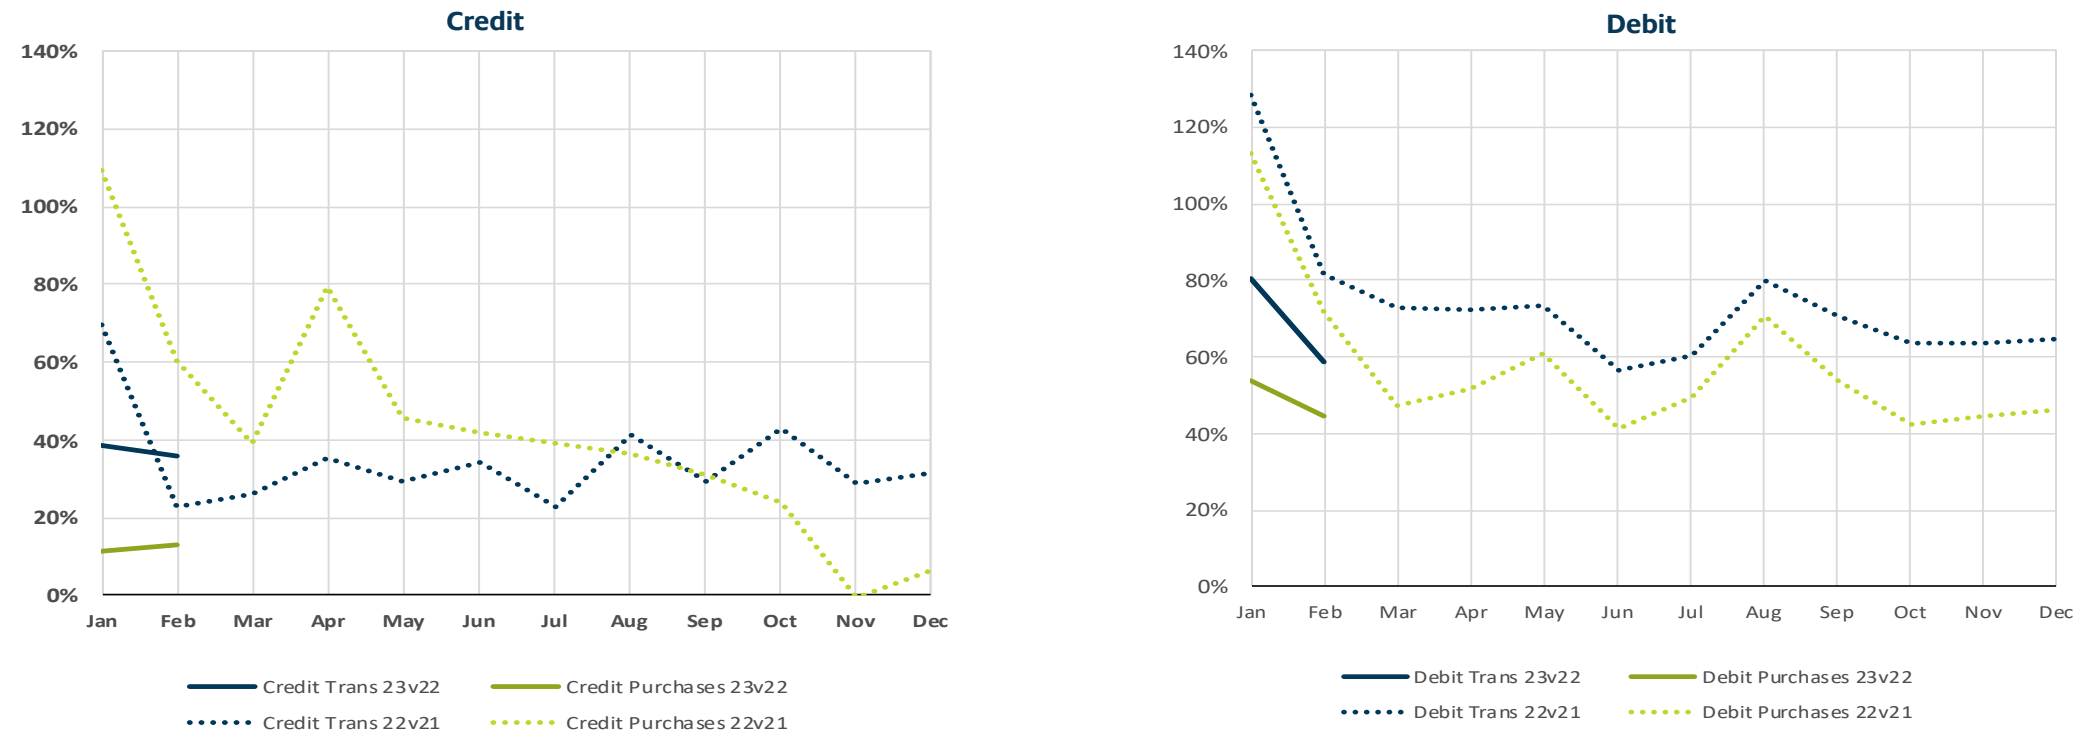 Credit
140%
120%
100%
80%
60%
40%
20%
0%
Jan Feb Mar Apr May Jun Jul Aug Sep Oct Nov Dec
Credit Trans 23v22 Credit Purchases 23v22
Credit Trans 22v21 Credit Purchases 22v21
Debit
140%
120%
100%
80%
60%
40%
20%
0%
Jan Feb Mar Apr May Jun Jul Aug Sep Oct Nov Dec
Debit Trans 23v22 Debit Purchases 23v22
Debit Trans 22v21 Debit Purchases 22v21